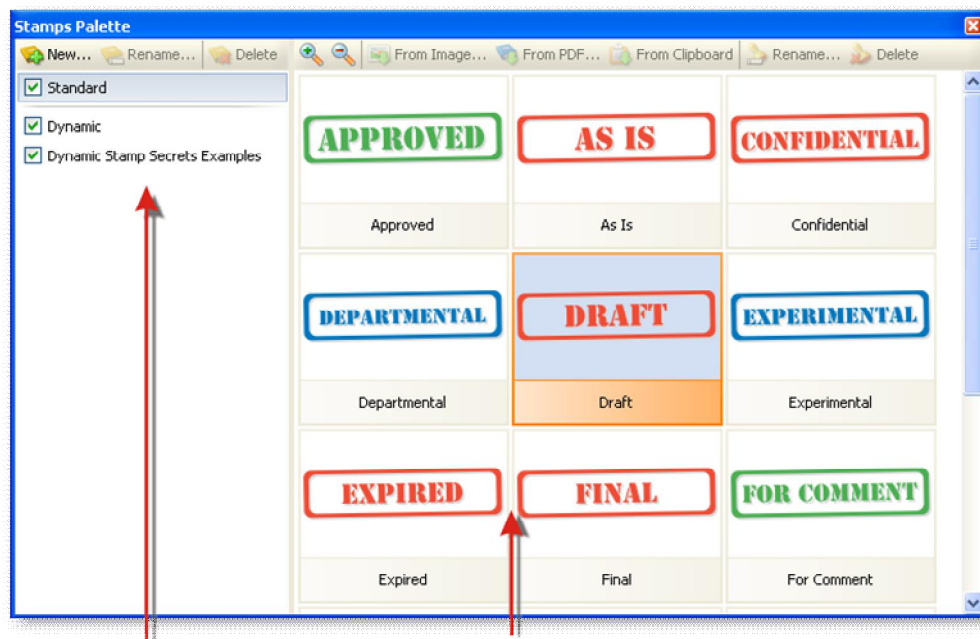 Stamps Palette
New... Rename... Delete From Image... From PDF... From Clipboard Rename... Delete
Standard
Dynamic
Dynamic Stamp Secrets Examples
APPROVED AS IS CONFIDENTIAL
Approved As Is Confidential
DEPARTMENTAL DRAFT EXPERIMENTAL
Departmental Draft Experimental
EXPIRED FINAL FOR COMMENT
Expired Final For Comment